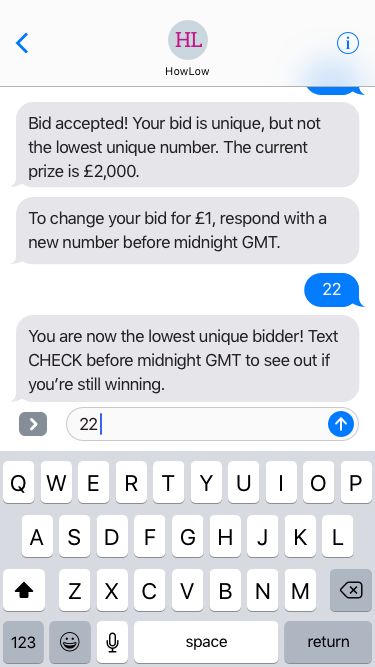 HL
HowLow
Bid accepted! Your bid is unique, but not
the lowest unique number. The current
prize is £2,000.
To change your bid for £1, respond with a
new number before midnight GMT.
22
You are now the lowest unique bidder! Text
CHECK before midnight GMT to see out if
you’re still winning.
22
Q W E R T Y U I O P
A S D F G H J K L
Z X C V B N M
123 space return